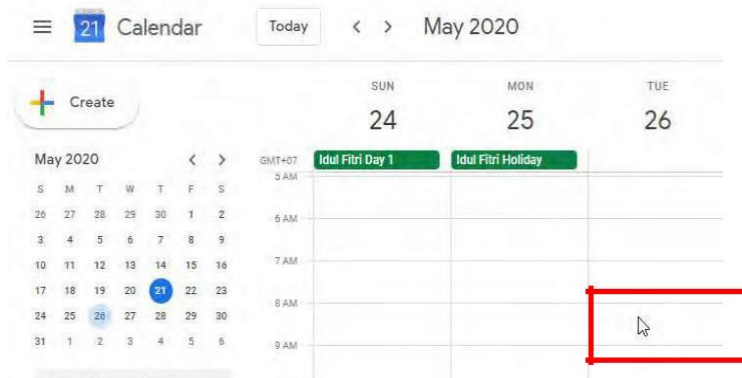 21 Calendar Today < > May 2020
Create
SUN MON TUE
24 25 26
May 2020 < >
GMT+07 Idul Fitri Day 1 Idul Fitri Holiday
S M T W T F S
26 27 28 29 30 1 2
3 4 5 6 7 8 9
10 11 12 13 14 15 16
17 18 19 20 21 22 23
24 25 26 27 28 29 30
31 1 2 3 4 5 6
5 AM
6 AM
7 AM
8 AM
9 AM